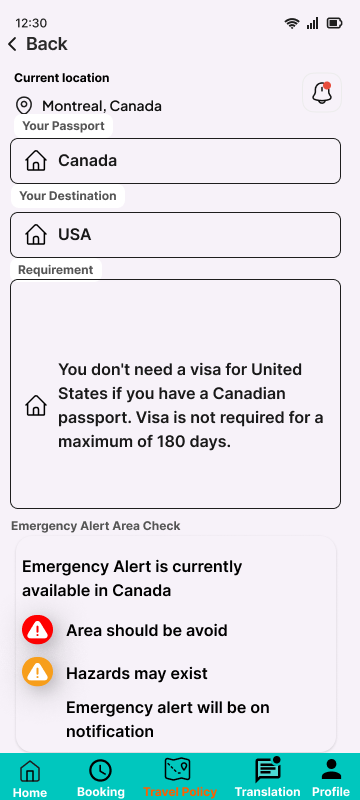 12:30
Back
Current location
Montreal, Canada
Your Passport
Canada
Your Destination
USA
Requirement
You don't need a visa for United
States if you have a Canadian
passport. Visa is not required for a
maximum of 180 days.
Emergency Alert Area Check
Emergency Alert is currently
available in Canada
Area should be avoid
Hazards may exist
Emergency alert will be on
notification
Home Booking Travel Policy Translation Profile